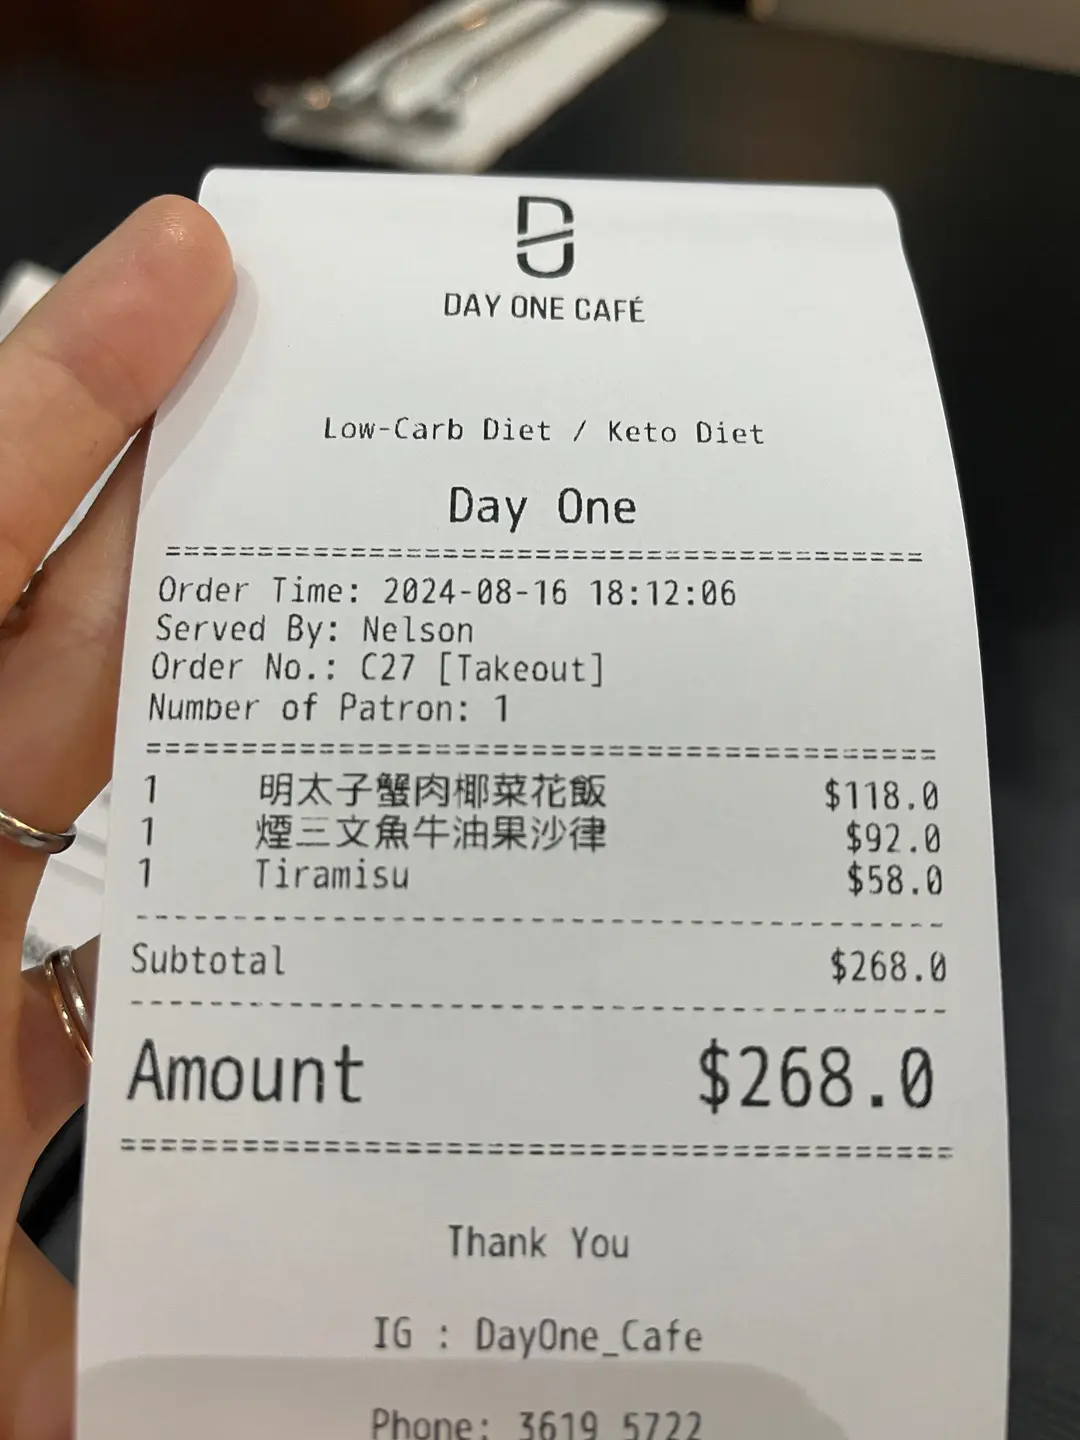 DAY ONE CAFÉ
Low-Carb Diet / Keto Diet
Day One
=========================================
Order Time: 2024-08-16 18:12:06
Served By: Nelson
Order No.: C27 [Takeout]
Number of Patron: 1
=========================================
1 明太子蟹肉椰菜花飯 $118.0
1 煙三文魚牛油果沙律 $92.0
1 Tiramisu $58.0
-----------------------------------------
Subtotal $268.0
-----------------------------------------
Amount $268.0
=========================================
Thank You
IG : DayOne_Cafe
Phone: 3619 5722